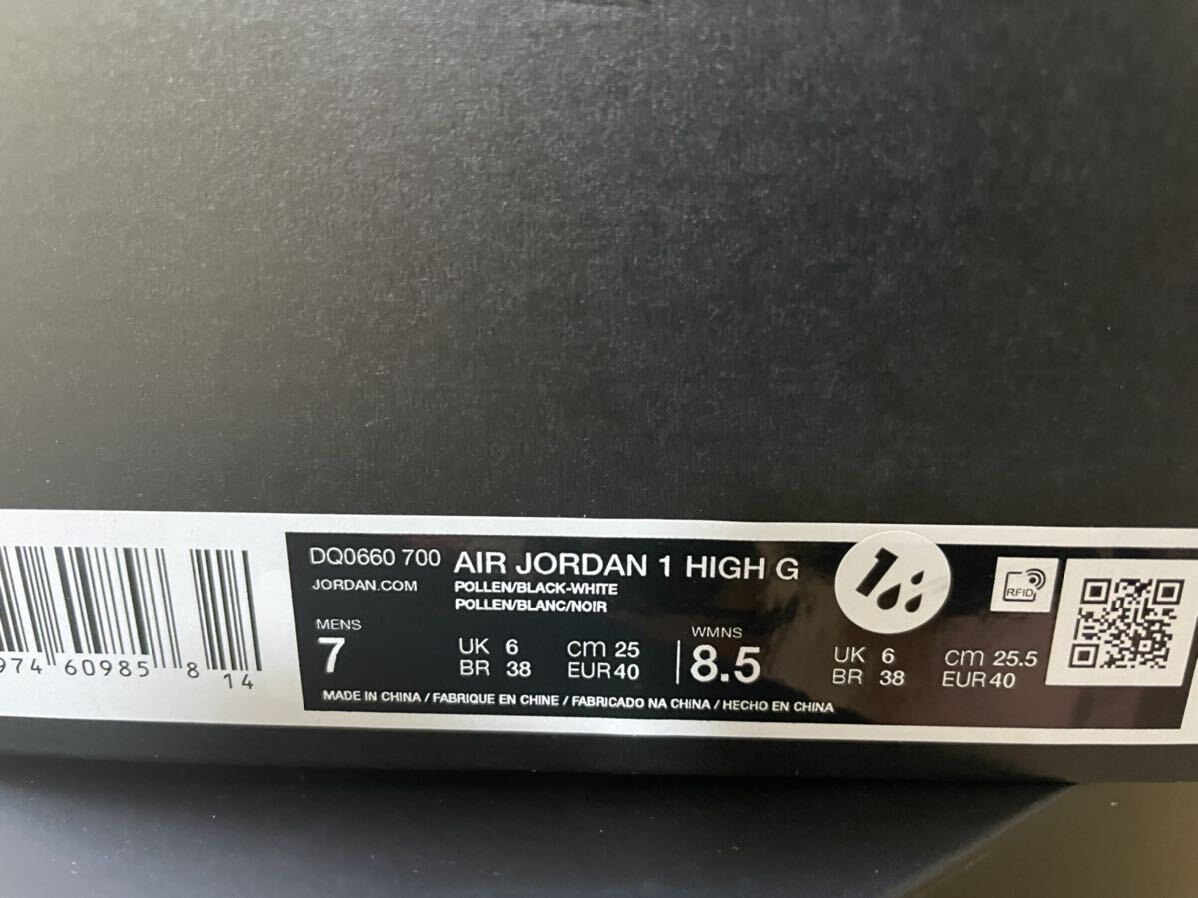 974 60985 8 14
DQ0660 700 AIR JORDAN 1 HIGH G
JORDAN.COM
POLLEN/BLACK-WHITE
POLLEN/BLANC/NOIR
MENS
7
UK 6 cm 25
BR 38 EUR 40
WMNS
8.5
UK 6 cm 25.5
BR 38 EUR 40
MADE IN CHINA / FABRIQUE EN CHINE / FABRICADO NA CHINA / HECHO EN CHINA
1
RFID